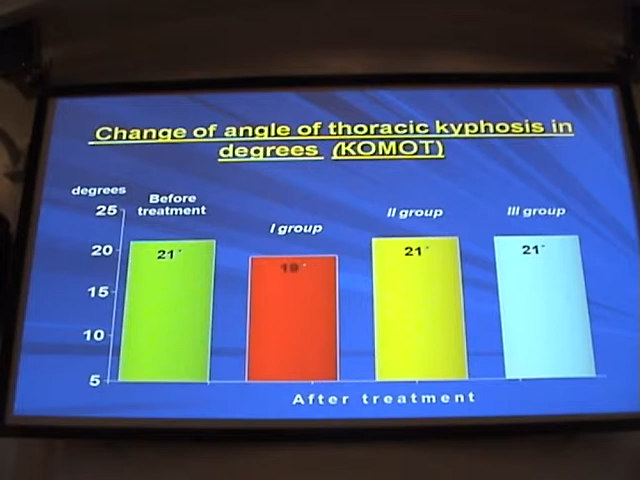 Change of angle of thoracic kyphosis in
degrees (KOMOT)
degrees
Before
treatment
I group
II group
III group
25
20
15
10
5
21°
19°
21°
21°
After treatment